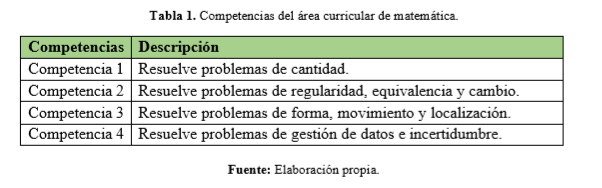 Tabla 1. Competencias del área curricular de matemática.
Competencias Descripción
Competencia 1 Resuelve problemas de cantidad.
Competencia 2 Resuelve problemas de regularidad, equivalencia y cambio.
Competencia 3 Resuelve problemas de forma, movimiento y localización.
Competencia 4 Resuelve problemas de gestión de datos e incertidumbre.
Fuente: Elaboración propia.